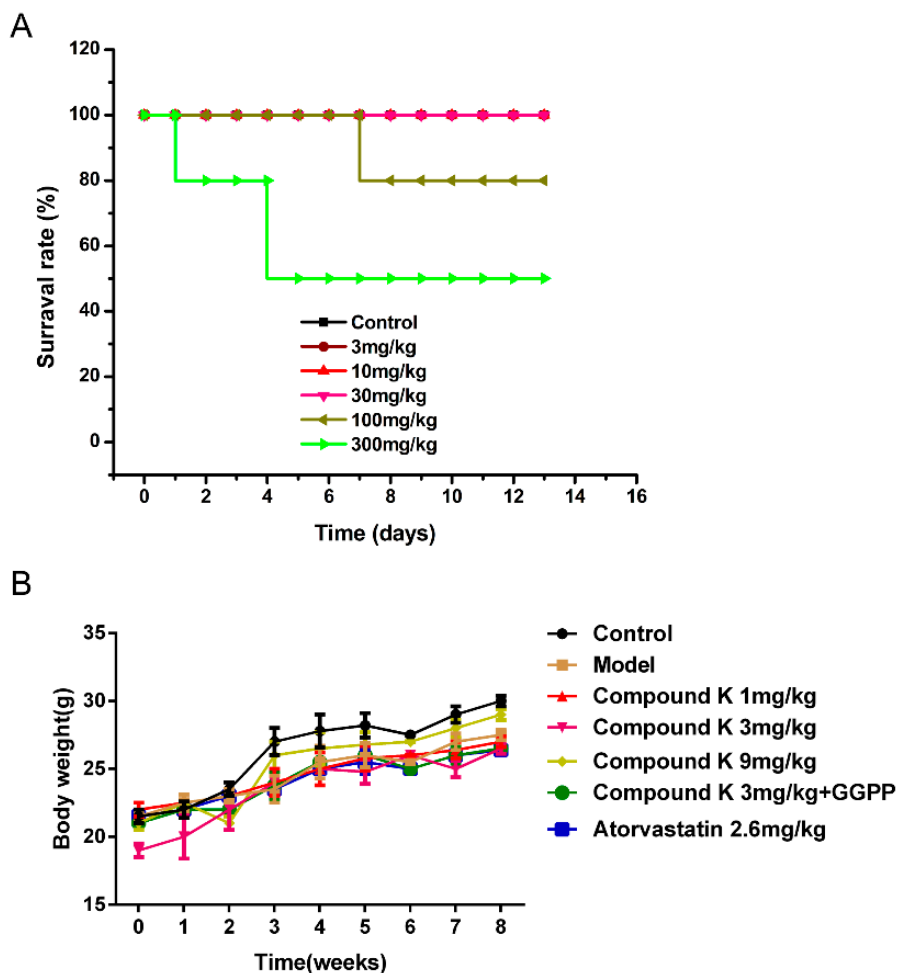 A
120
100
80
60
40
20
0
Surraval rate (%)
Control
3mg/kg
10mg/kg
30mg/kg
100mg/kg
300mg/kg
0 2 4 6 8 10 12 14 16
Time (days)
B
35
30
25
20
15
Body weight(g)
0 1 2 3 4 5 6 7 8
Time(weeks)
Control
Model
Compound K 1mg/kg
Compound K 3mg/kg
Compound K 9mg/kg
Compound K 3mg/kg+GGPP
Atorvastatin 2.6mg/kg